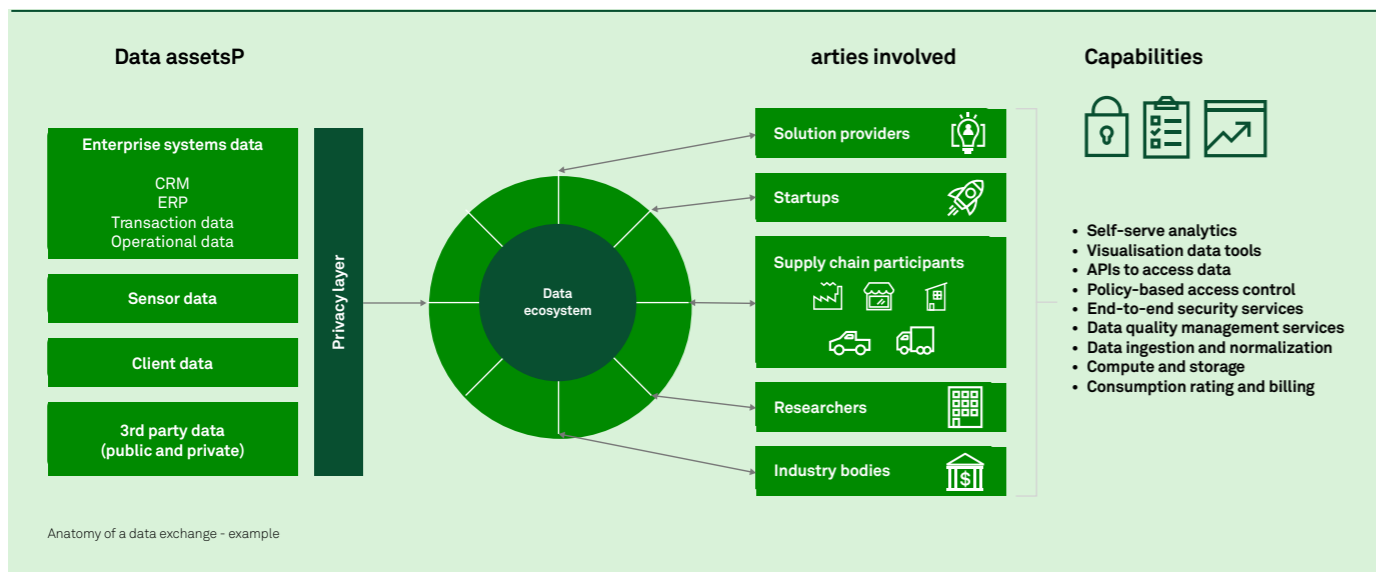 Data assetsP
arties involved
Capabilities
Enterprise systems data
CRM
ERP
Transaction data
Operational data
Sensor data
Client data
3rd party data
(public and private)
Privacy layer
Data
ecosystem
Solution providers
Startups
Supply chain participants
Researchers
Industry bodies
$
• Self-serve analytics
• Visualisation data tools
• APIs to access data
• Policy-based access control
• End-to-end security services
• Data quality management services
• Data ingestion and normalization
• Compute and storage
• Consumption rating and billing
Anatomy of a data exchange - example